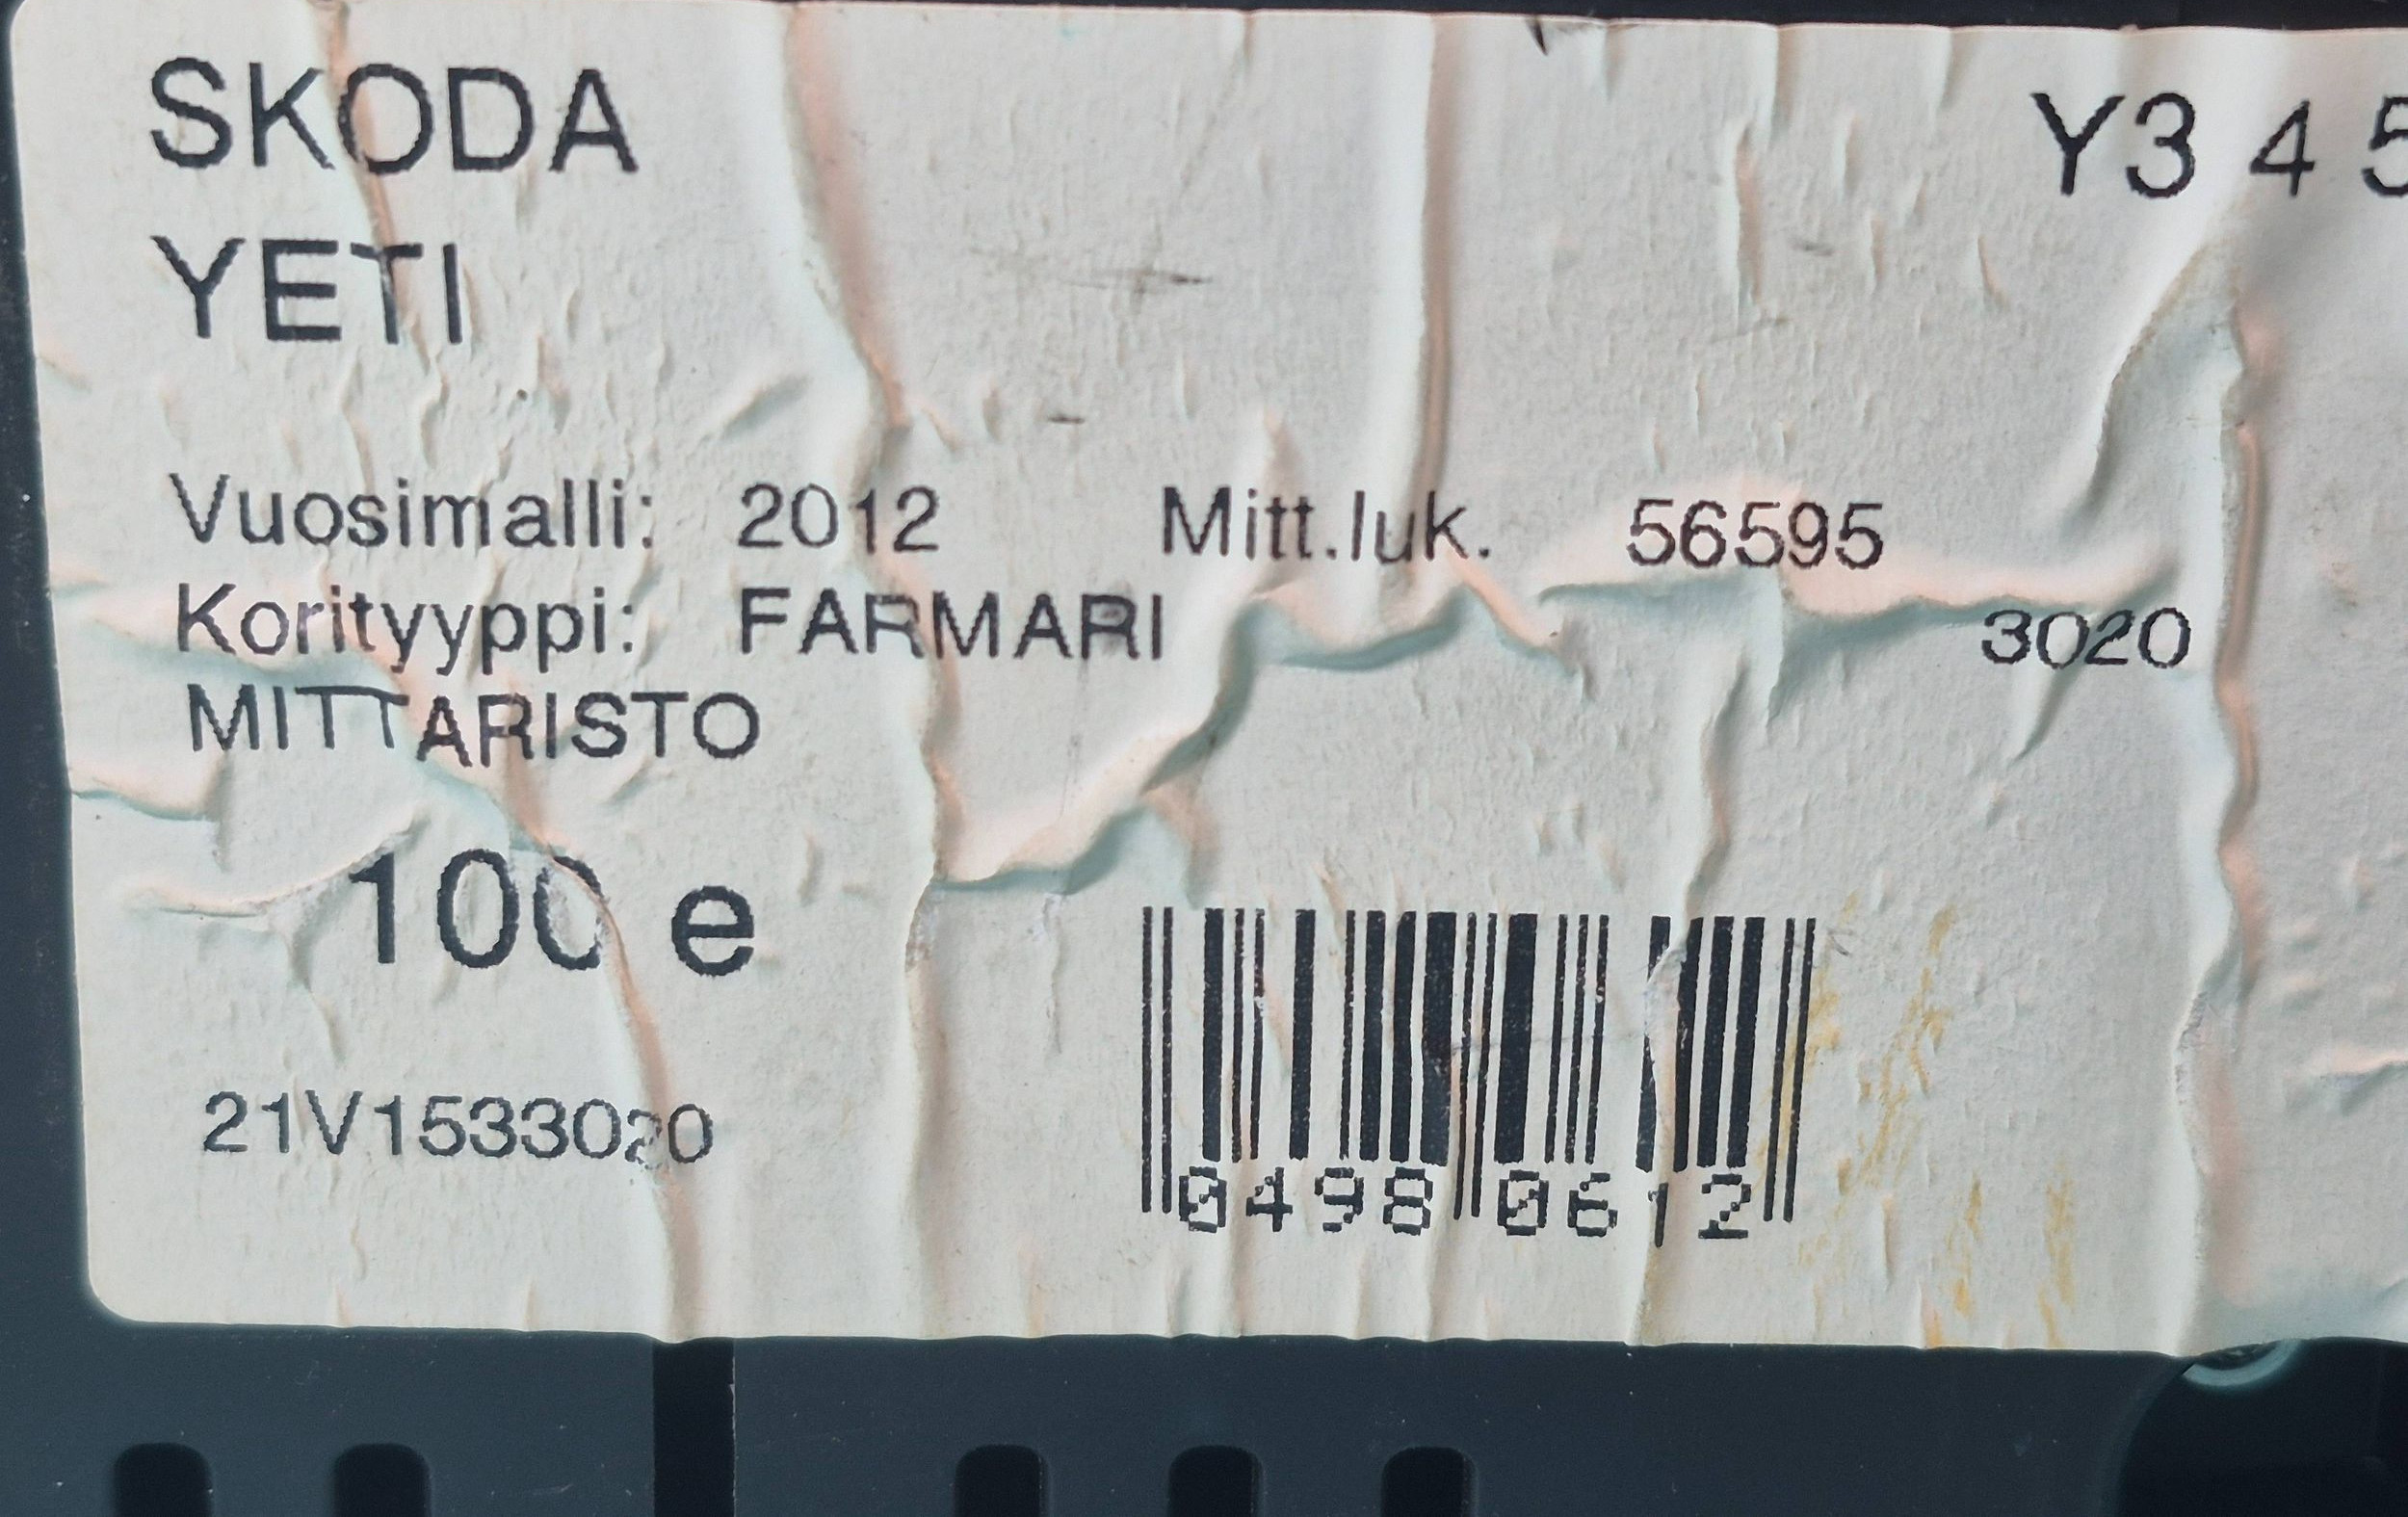 SKODA Y3 4 5
YETI
Vuosimalli: 2012 Mitt.luk. 56595
Korityyppi: FARMARI 3020
MITTARISTO
100 e
21V1533020
0498 0612